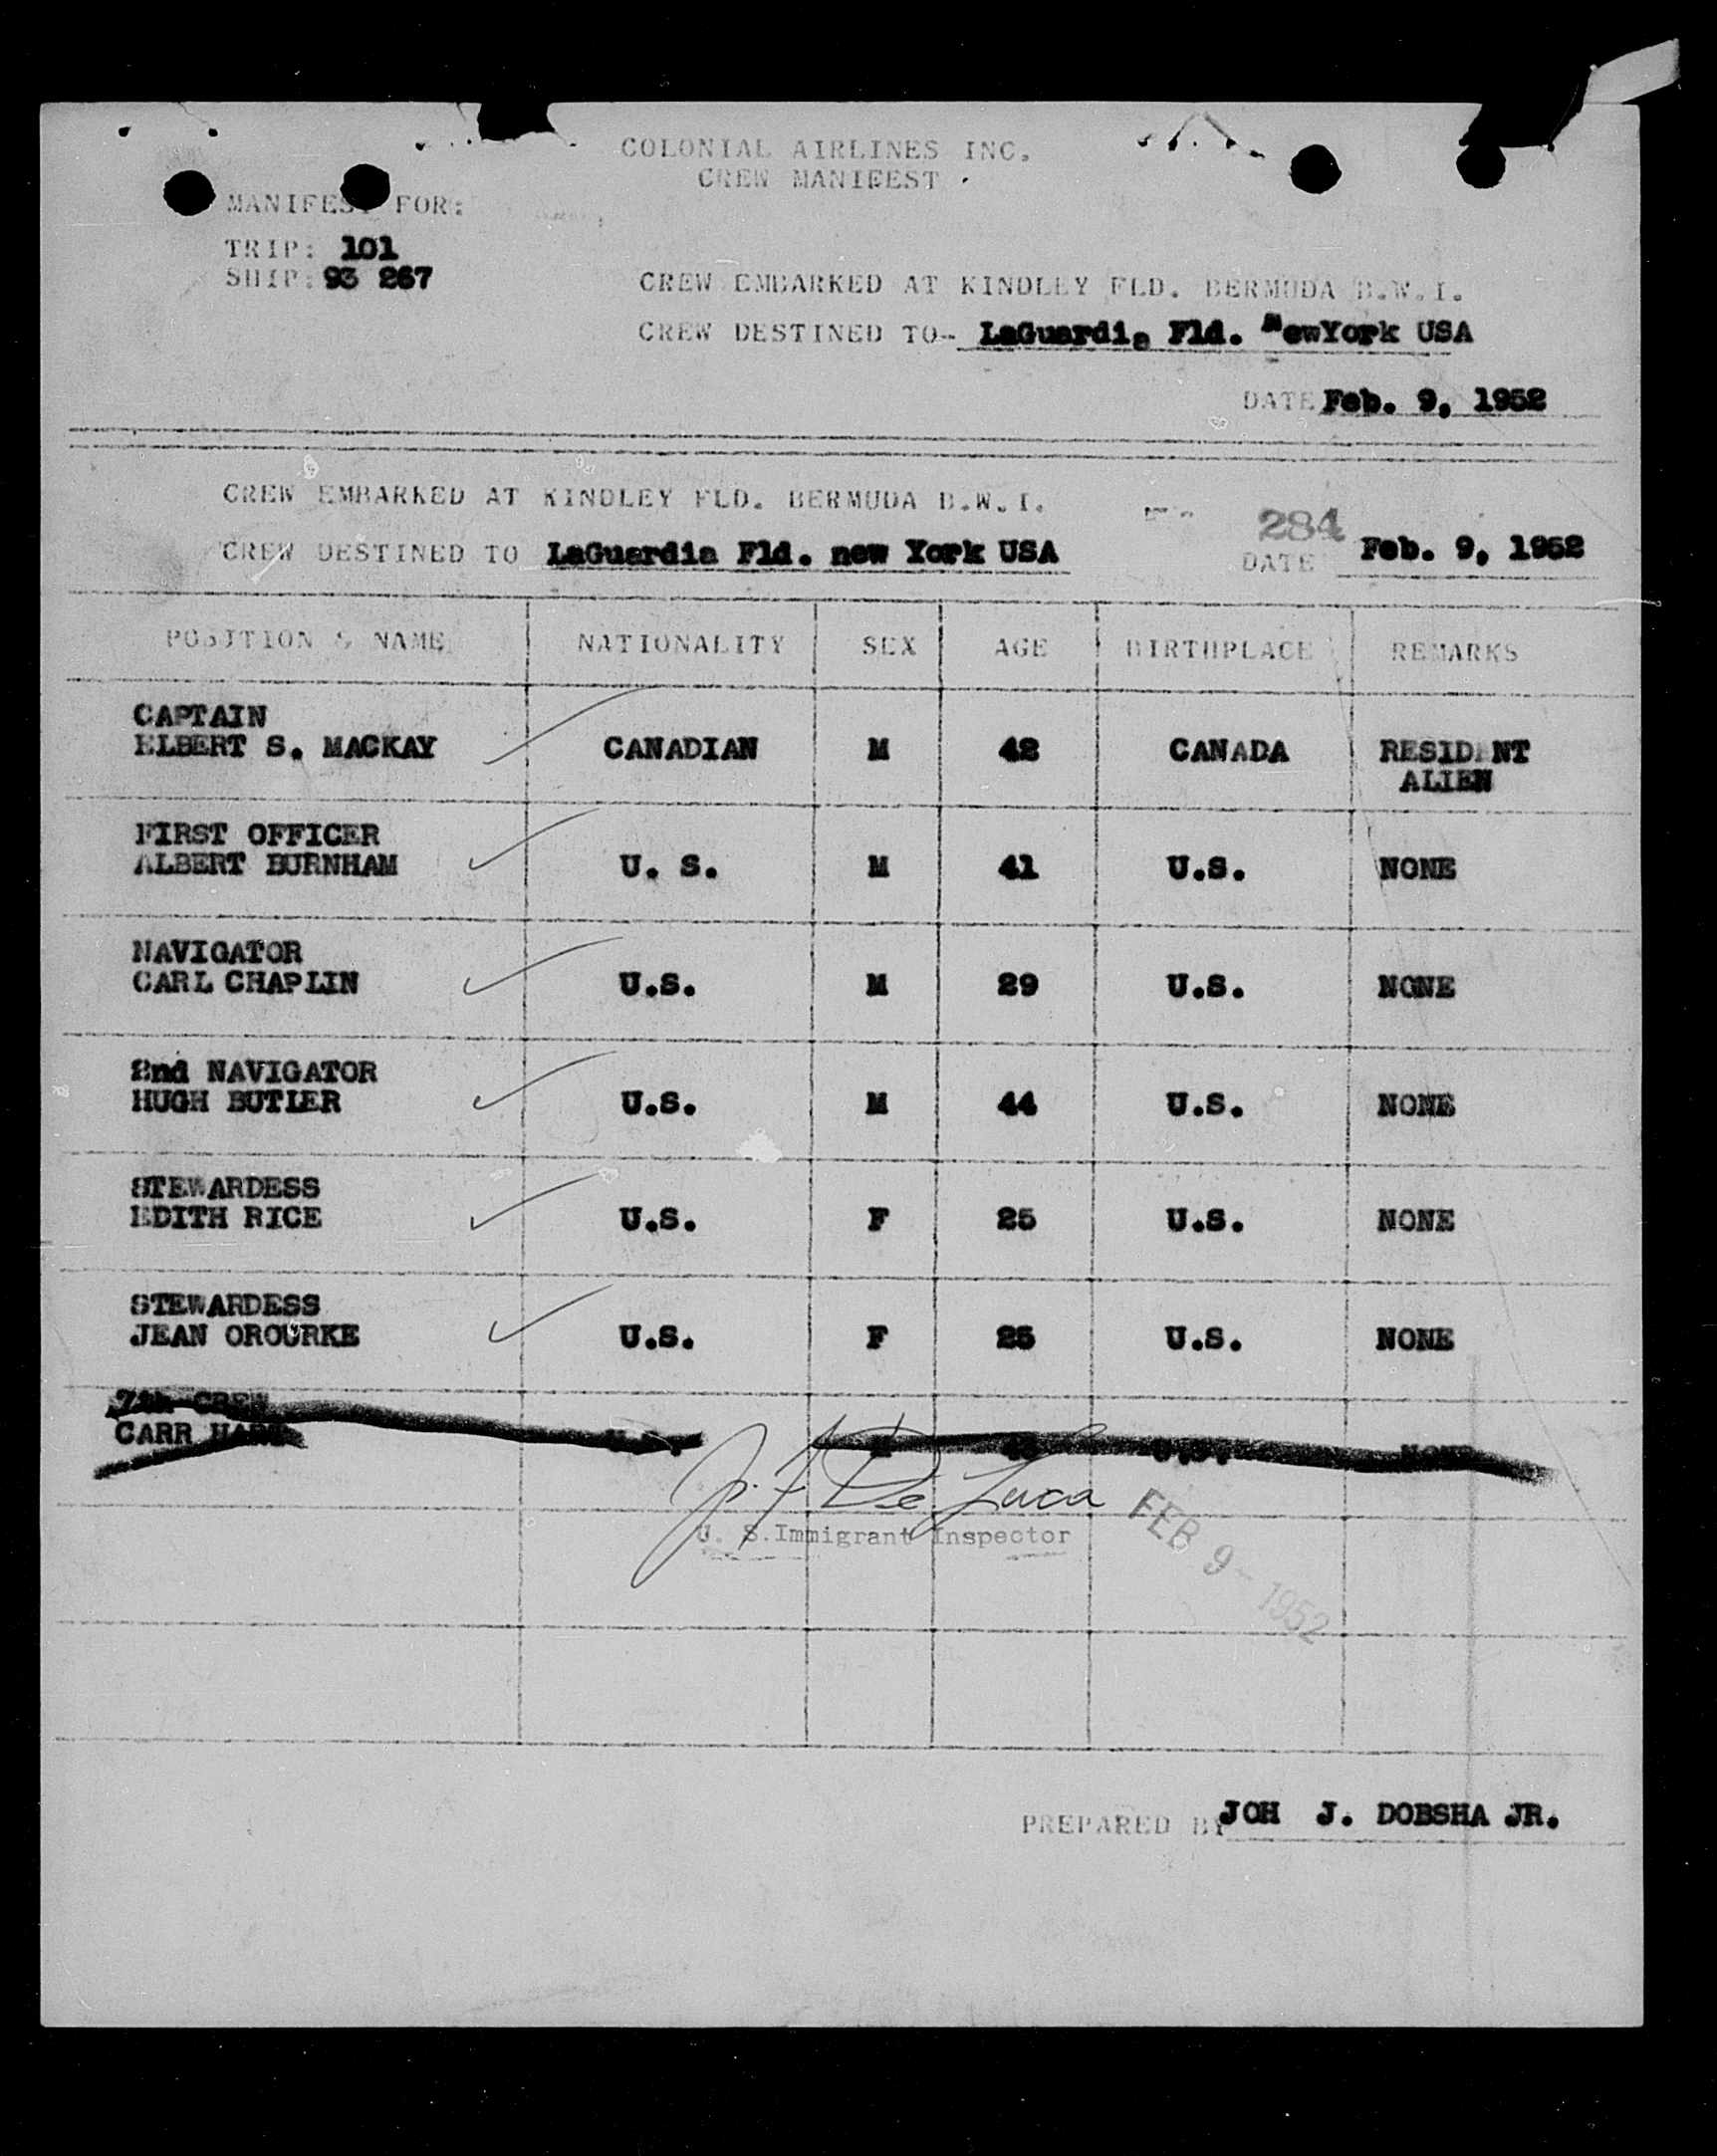 COLONIAL AIRLINES INC.
CREW MANIFEST
MANIFEST FOR:
TRIP: 101
SHIP: 93 267
CREW EMBARKED AT KINDLEY FLD. BERMUDA B.W.I.
CREW DESTINED TO- LaGuardia Fld. NewYork USA
DATE Feb. 9, 1952
CREW EMBARKED AT KINDLEY FLD. BERMUDA B.W.I.
284
CREW DESTINED TO LaGuardia Fld. new York USA DATE Feb. 9, 1952
POSITION & NAME NATIONALITY SEX AGE BIRTHPLACE REMARKS
CAPTAIN
ELBERT S. MACKAY CANADIAN M 42 CANADA RESIDENT
ALIEN
FIRST OFFICER
ALBERT BURNHAM U. S. M 41 U.S. NONE
NAVIGATOR
CARL CHAPLIN U.S. M 29 U.S. NONE
2nd NAVIGATOR
HUGH BUTLER U.S. M 44 U.S. NONE
STEWARDESS
EDITH RICE U.S. F 25 U.S. NONE
STEWARDESS
JEAN OROURKE U.S. F 25 U.S. NONE
7th CREW
CARR
J. F. De Luca
U. S. Immigrant Inspector
FEB 9 - 1952
PREPARED BY JOH J. DOBSHA JR.